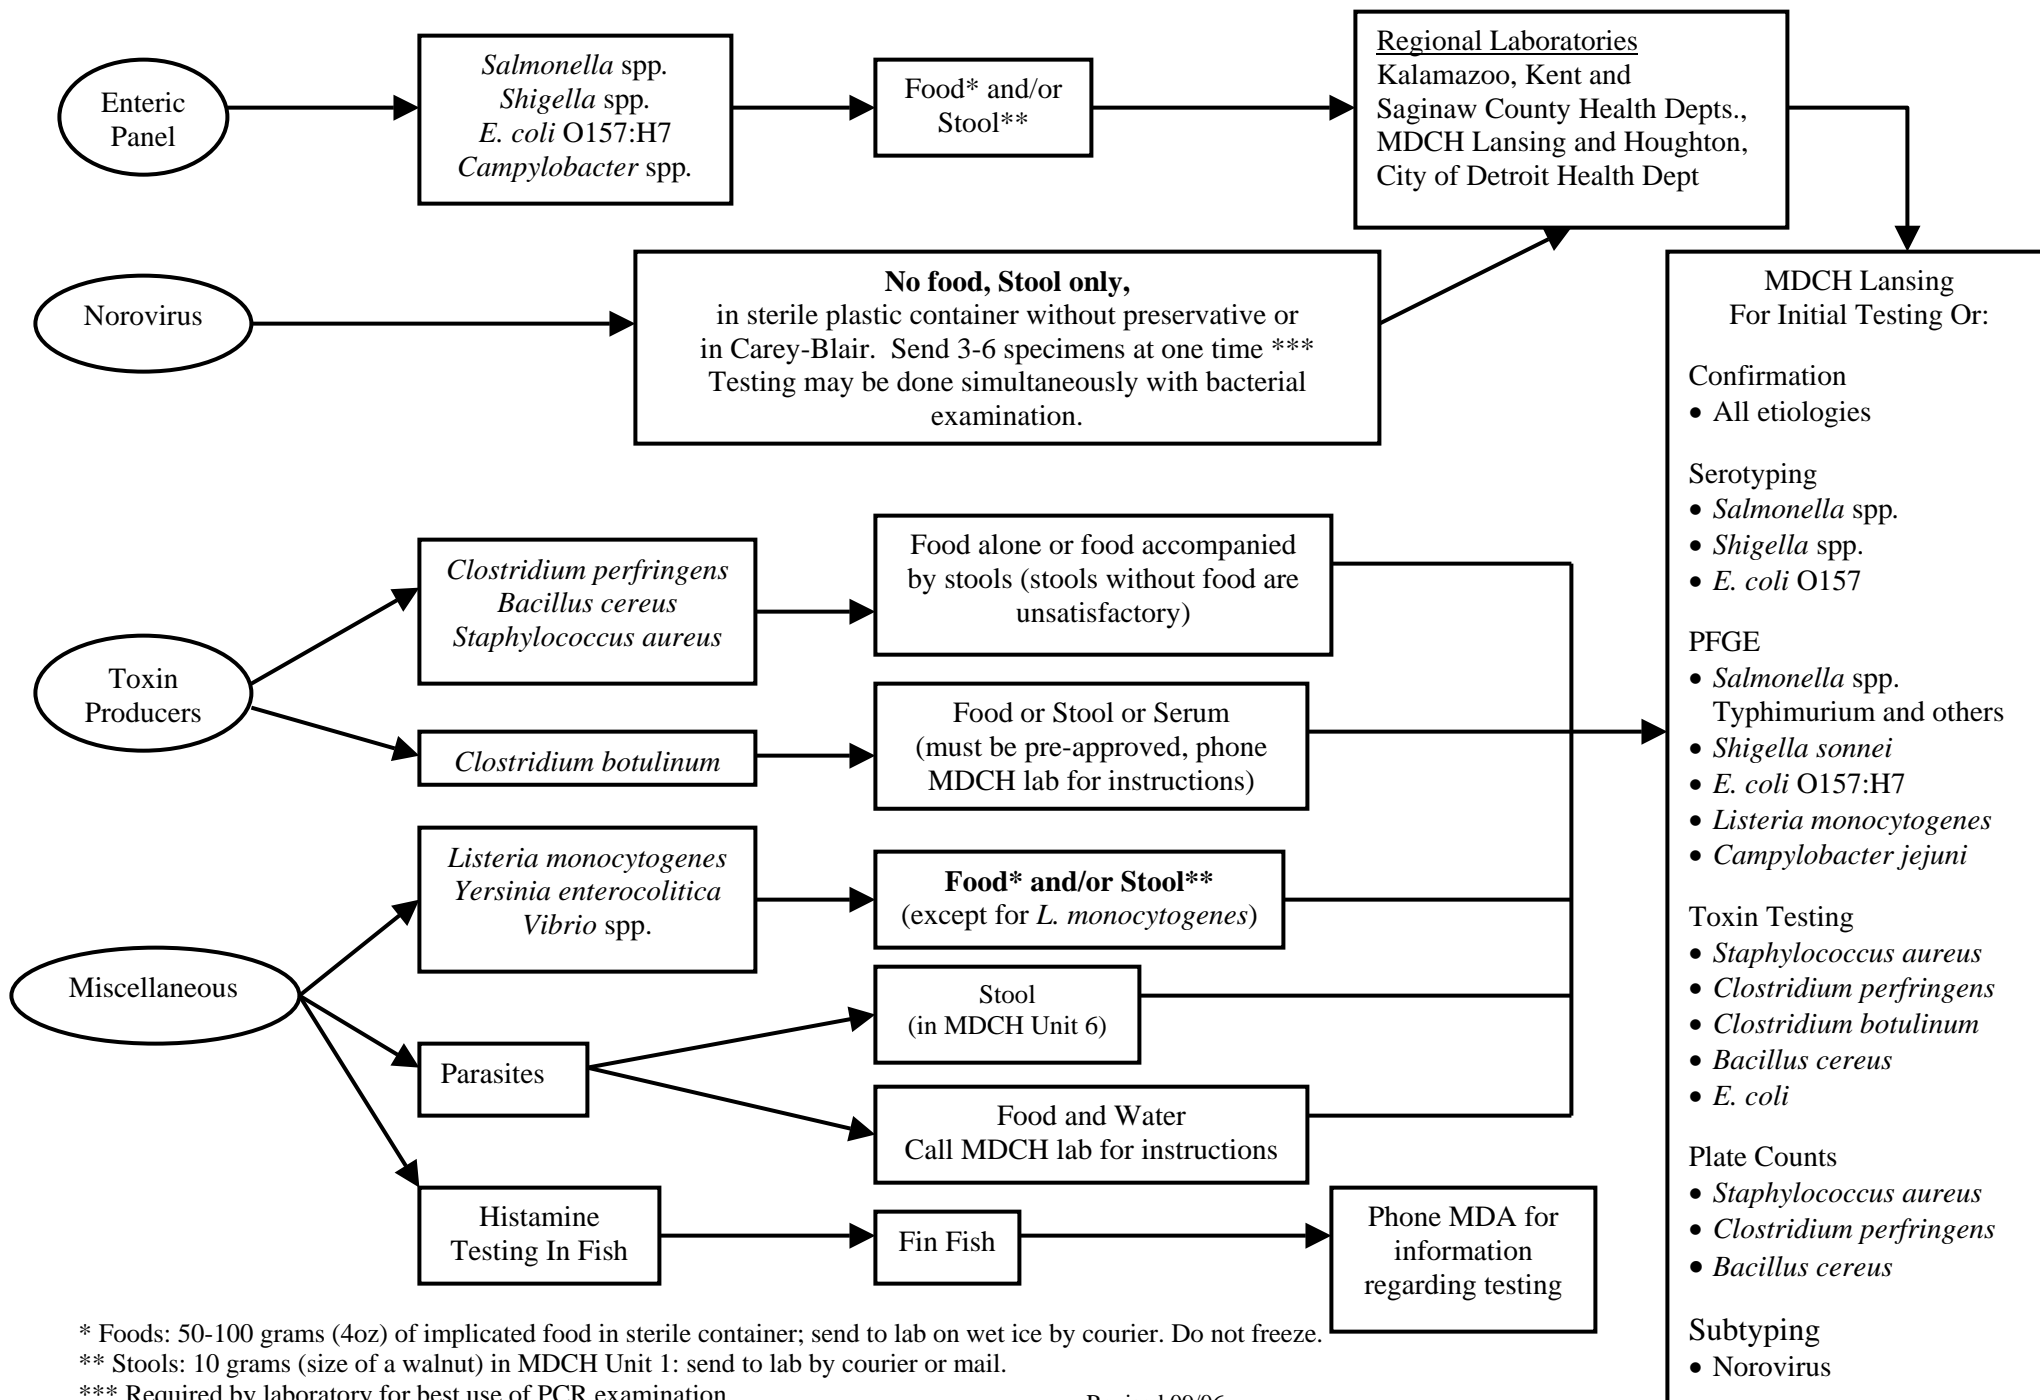 Enteric
Panel
Salmonella spp.
Shigella spp.
E. coli O157:H7
Campylobacter spp.
Food* and/or
Stool**
Regional Laboratories
Kalamazoo, Kent and
Saginaw County Health Depts.,
MDCH Lansing and Houghton,
City of Detroit Health Dept
Norovirus
No food, Stool only,
in sterile plastic container without preservative or
in Carey-Blair. Send 3-6 specimens at one time ***
Testing may be done simultaneously with bacterial
examination.
Toxin
Producers
Clostridium perfringens
Bacillus cereus
Staphylococcus aureus
Food alone or food accompanied
by stools (stools without food are
unsatisfactory)
Clostridium botulinum
Food or Stool or Serum
(must be pre-approved, phone
MDCH lab for instructions)
Miscellaneous
Listeria monocytogenes
Yersinia enterocolitica
Vibrio spp.
Food* and/or Stool**
(except for L. monocytogenes)
Parasites
Stool
(in MDCH Unit 6)
Food and Water
Call MDCH lab for instructions
Histamine
Testing In Fish
Fin Fish
Phone MDA for
information
regarding testing
MDCH Lansing
For Initial Testing Or:
Confirmation
• All etiologies
Serotyping
• Salmonella spp.
• Shigella spp.
• E. coli O157
PFGE
• Salmonella spp.
Typhimurium and others
• Shigella sonnei
• E. coli O157:H7
• Listeria monocytogenes
• Campylobacter jejuni
Toxin Testing
• Staphylococcus aureus
• Clostridium perfringens
• Clostridium botulinum
• Bacillus cereus
• E. coli
Plate Counts
• Staphylococcus aureus
• Clostridium perfringens
• Bacillus cereus
Subtyping
• Norovirus
* Foods: 50-100 grams (4oz) of implicated food in sterile container; send to lab on wet ice by courier. Do not freeze.
** Stools: 10 grams (size of a walnut) in MDCH Unit 1: send to lab by courier or mail.
*** Required by laboratory for best use of PCR examination
Revised 09/06